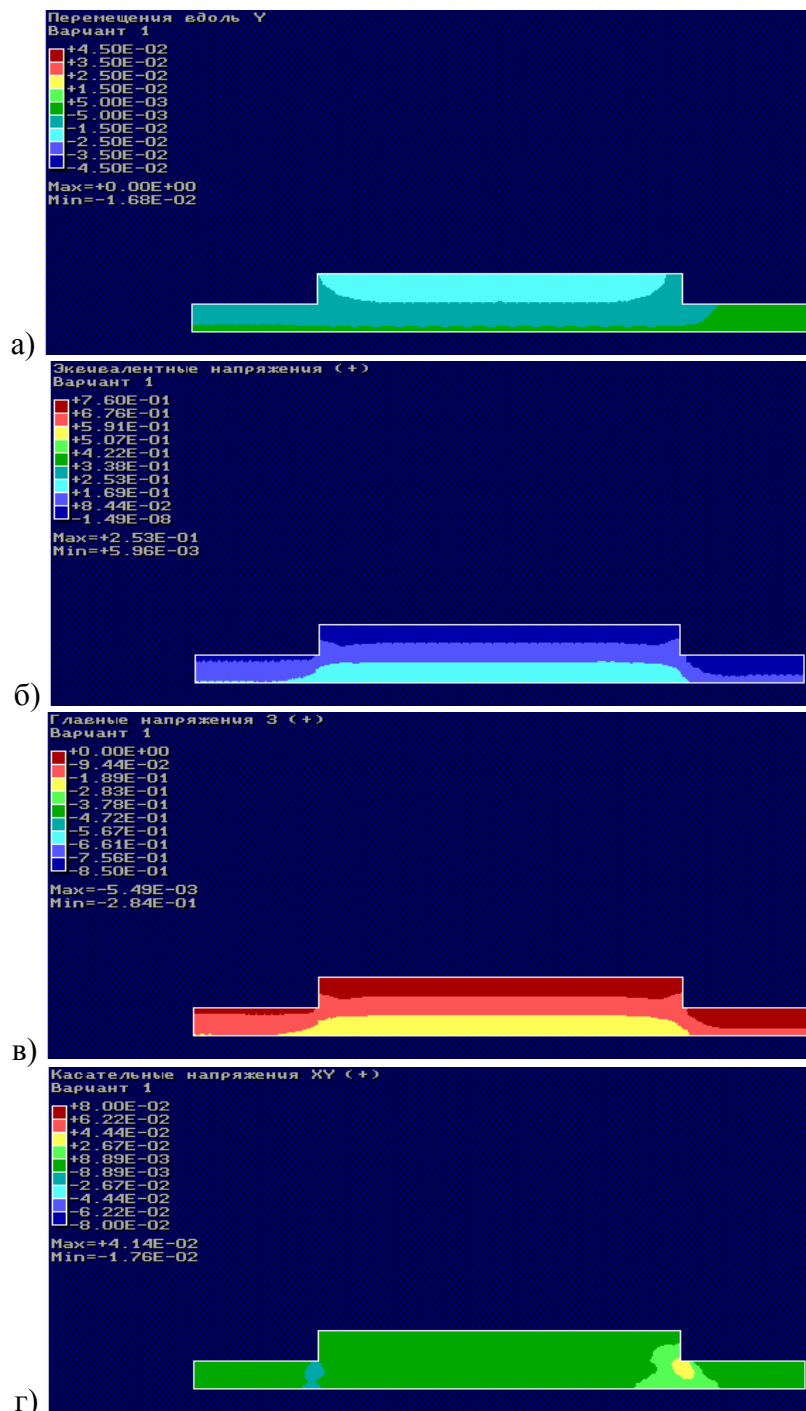 Перемещения вдоль Y
Вариант 1
+4.50E-02
+3.50E-02
+2.50E-02
+1.50E-02
+5.00E-03
-5.00E-03
-1.50E-02
-2.50E-02
-3.50E-02
-4.50E-02
Max=+0.00E+00
Min=-1.68E-02
а)
Эквивалентные напряжения (+)
Вариант 1
+7.60E-01
+6.76E-01
+5.91E-01
+5.07E-01
+4.22E-01
+3.38E-01
+2.53E-01
+1.69E-01
+8.44E-02
-1.49E-08
Max=+2.53E-01
Min=+5.96E-03
б)
Главные напряжения 3 (+)
Вариант 1
+0.00E+00
-9.44E-02
-1.89E-01
-2.83E-01
-3.78E-01
-4.72E-01
-5.67E-01
-6.61E-01
-7.56E-01
-8.50E-01
Max=-5.49E-03
Min=-2.84E-01
в)
Касательные напряжения XY (+)
Вариант 1
+8.00E-02
+6.22E-02
+4.44E-02
+2.67E-02
+8.89E-03
-8.89E-03
-2.67E-02
-4.44E-02
-6.22E-02
-8.00E-02
Max=+4.14E-02
Min=-1.76E-02
г)